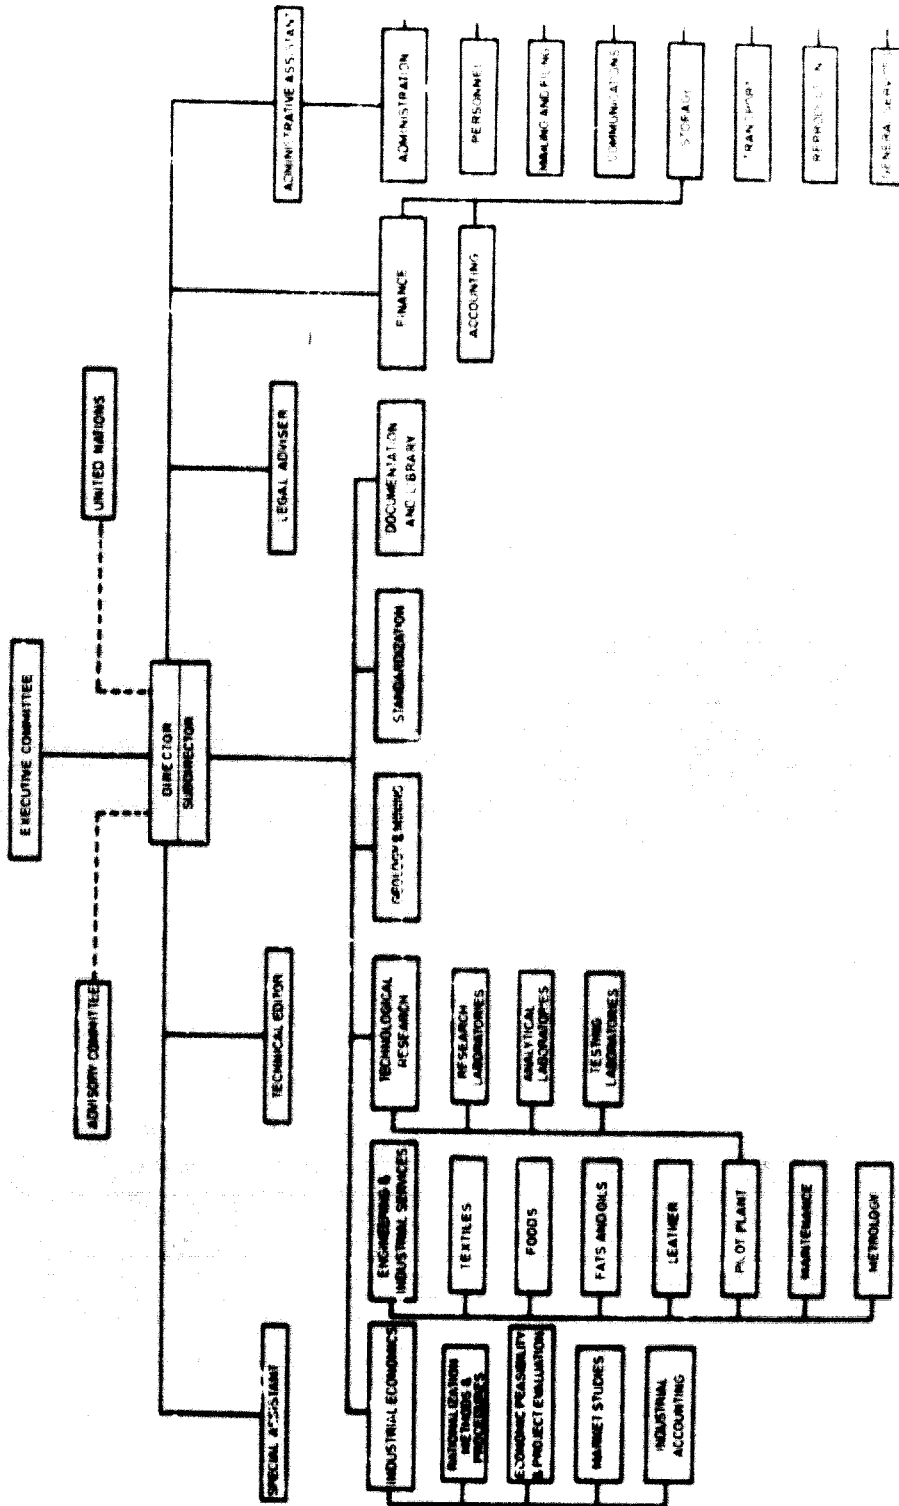 EXECUTIVE COMMITTEE
ADVISORY COMMITTEE
UNITED NATIONS
DIRECTOR
SUBDIRECTOR
SPECIAL ASSISTANT
TECHNICAL EDITOR
LEGAL ADVISER
ADMINISTRATIVE ASSISTANT
INDUSTRIAL ECONOMICS
ENGINEERING &
INDUSTRIAL SERVICES
TECHNOLOGICAL
RESEARCH
GEOLOGY & MINING
STANDARDIZATION
DOCUMENTATION
AND LIBRARY
FINANCE
ADMINISTRATION
RATIONALIZATION
METHODS &
PROCEDURES
ECONOMIC FEASIBILITY
& PROJECT EVALUATION
MARKET STUDIES
INDUSTRIAL
ACCOUNTING
TEXTILES
FOODS
FATS AND OILS
LEATHER
PILOT PLANT
MAINTENANCE
METROLOGY
RESEARCH
LABORATORIES
ANALYTICAL
LABORATORIES
TESTING
LABORATORIES
ACCOUNTING
PERSONNEL
MAILING AND FILING
COMMUNICATIONS
STORAGE
TRANSPORT
REPRODUCTION
GENERAL SERVICES